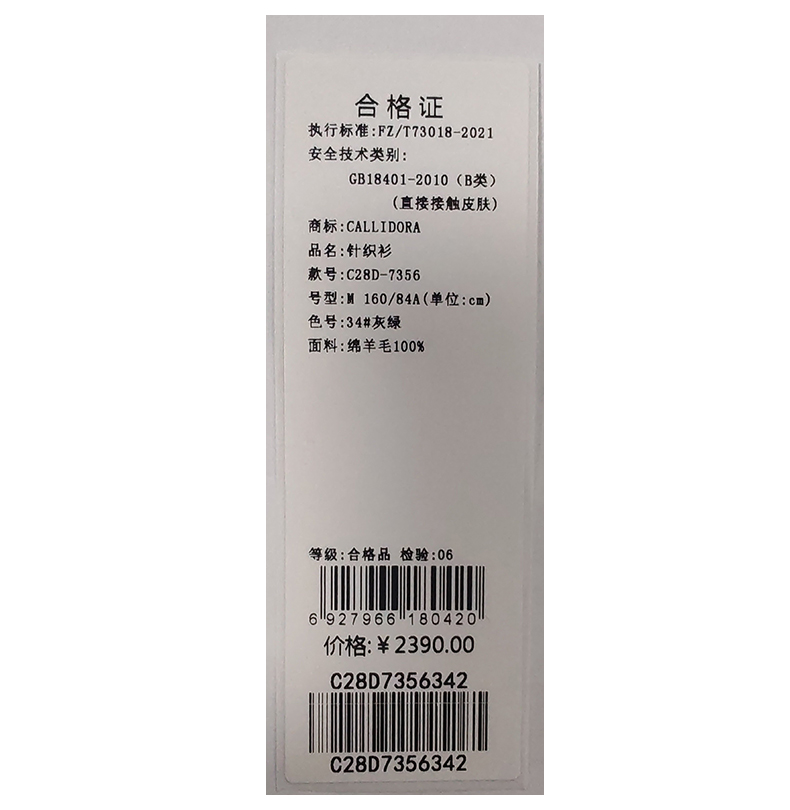 合格证
执行标准:FZ/T73018-2021
安全技术类别:
GB18401-2010（B类）
(直接接触皮肤)
商标:CALLIDORA
品名:针织衫
款号:C28D-7356
号型:M 160/84A(单位:cm)
色号:34#灰绿
面料:绵羊毛100%
等级:合格品 检验:06
6 927966 180420
价格:￥2390.00
C28D7356342
C28D7356342